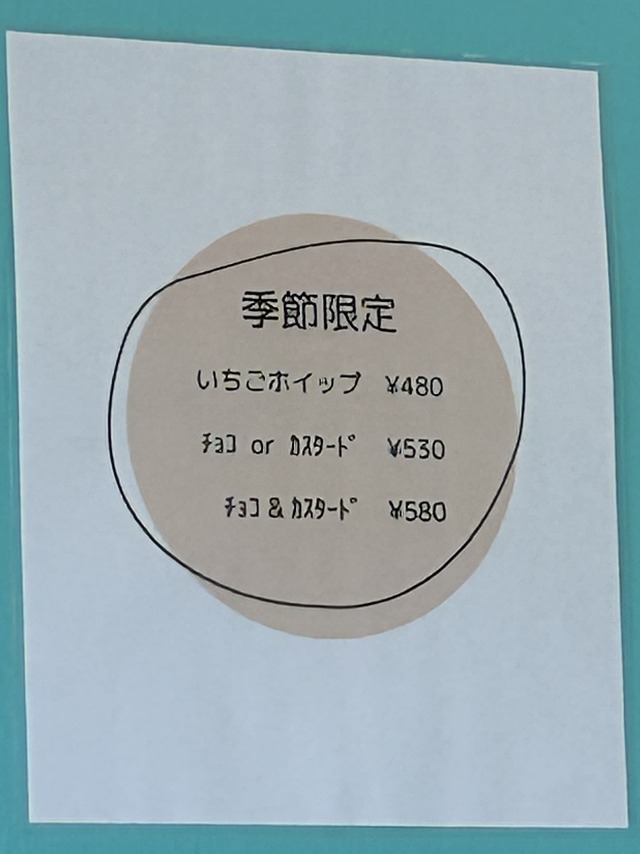 季節限定
いちごホイップ ¥480
ﾁｮｺ or ｶｽﾀｰﾄﾞ ¥530
ﾁｮｺ & ｶｽﾀｰﾄﾞ ¥580